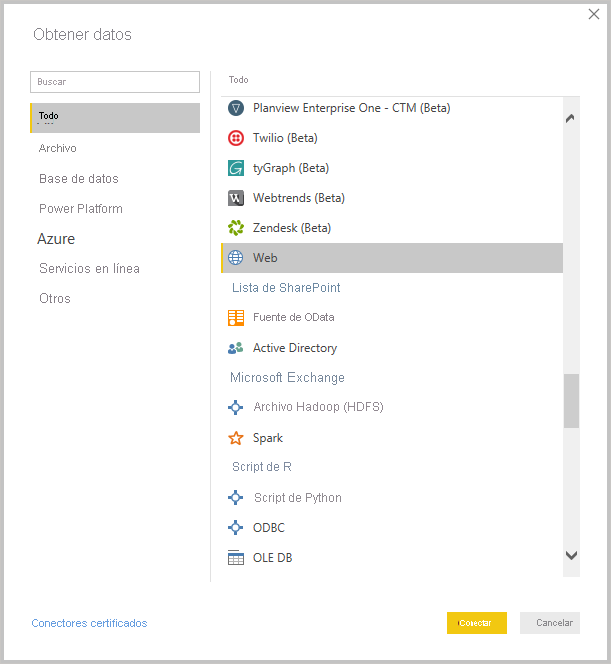 Obtener datos
Buscar
Todo
Archivo
Base de datos
Power Platform
Azure
Servicios en línea
Otros
Todo
Planview Enterprise One - CTM (Beta)
Twilio (Beta)
tyGraph (Beta)
Webtrends (Beta)
Zendesk (Beta)
Web
Lista de SharePoint
Fuente de OData
Active Directory
Microsoft Exchange
Archivo Hadoop (HDFS)
Spark
Script de R
Script de Python
ODBC
OLE DB
Conectores certificados
Conectar
Cancelar